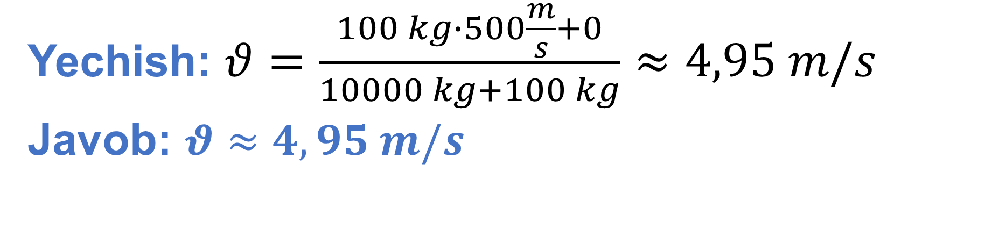 Yechish: 𝜗 = (100 kg·500 m/s+0)/(10000 kg+100 kg) ≈ 4,95 m/s
Javob: 𝝑 ≈ 4,95 m/s